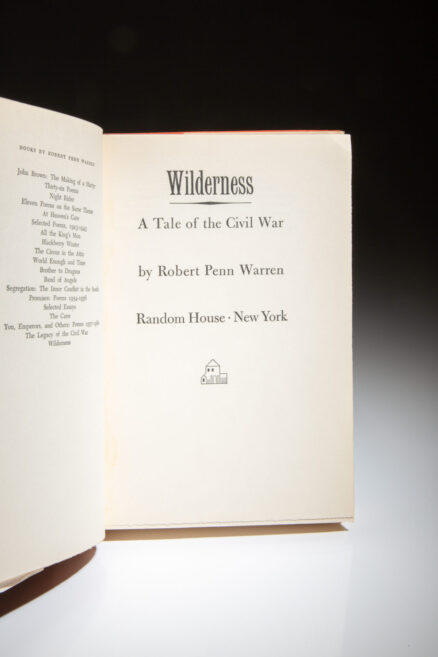 BOOKS BY ROBERT PENN WARREN
John Brown: The Making of a Martyr
Thirty-six Poems
Night Rider
Eleven Poems on the Same Theme
At Heaven's Gate
Selected Poems, 1923-1943
All the King's Men
Blackberry Winter
The Circus in the Attic
World Enough and Time
Brother to Dragons
Band of Angels
Segregation: The Inner Conflict in the South
Promises: Poems 1954-1956
Selected Essays
The Cave
You, Emperors, and Others: Poems 1957-1960
The Legacy of the Civil War
Wilderness
Wilderness
A Tale of the Civil War
by Robert Penn Warren
Random House · New York